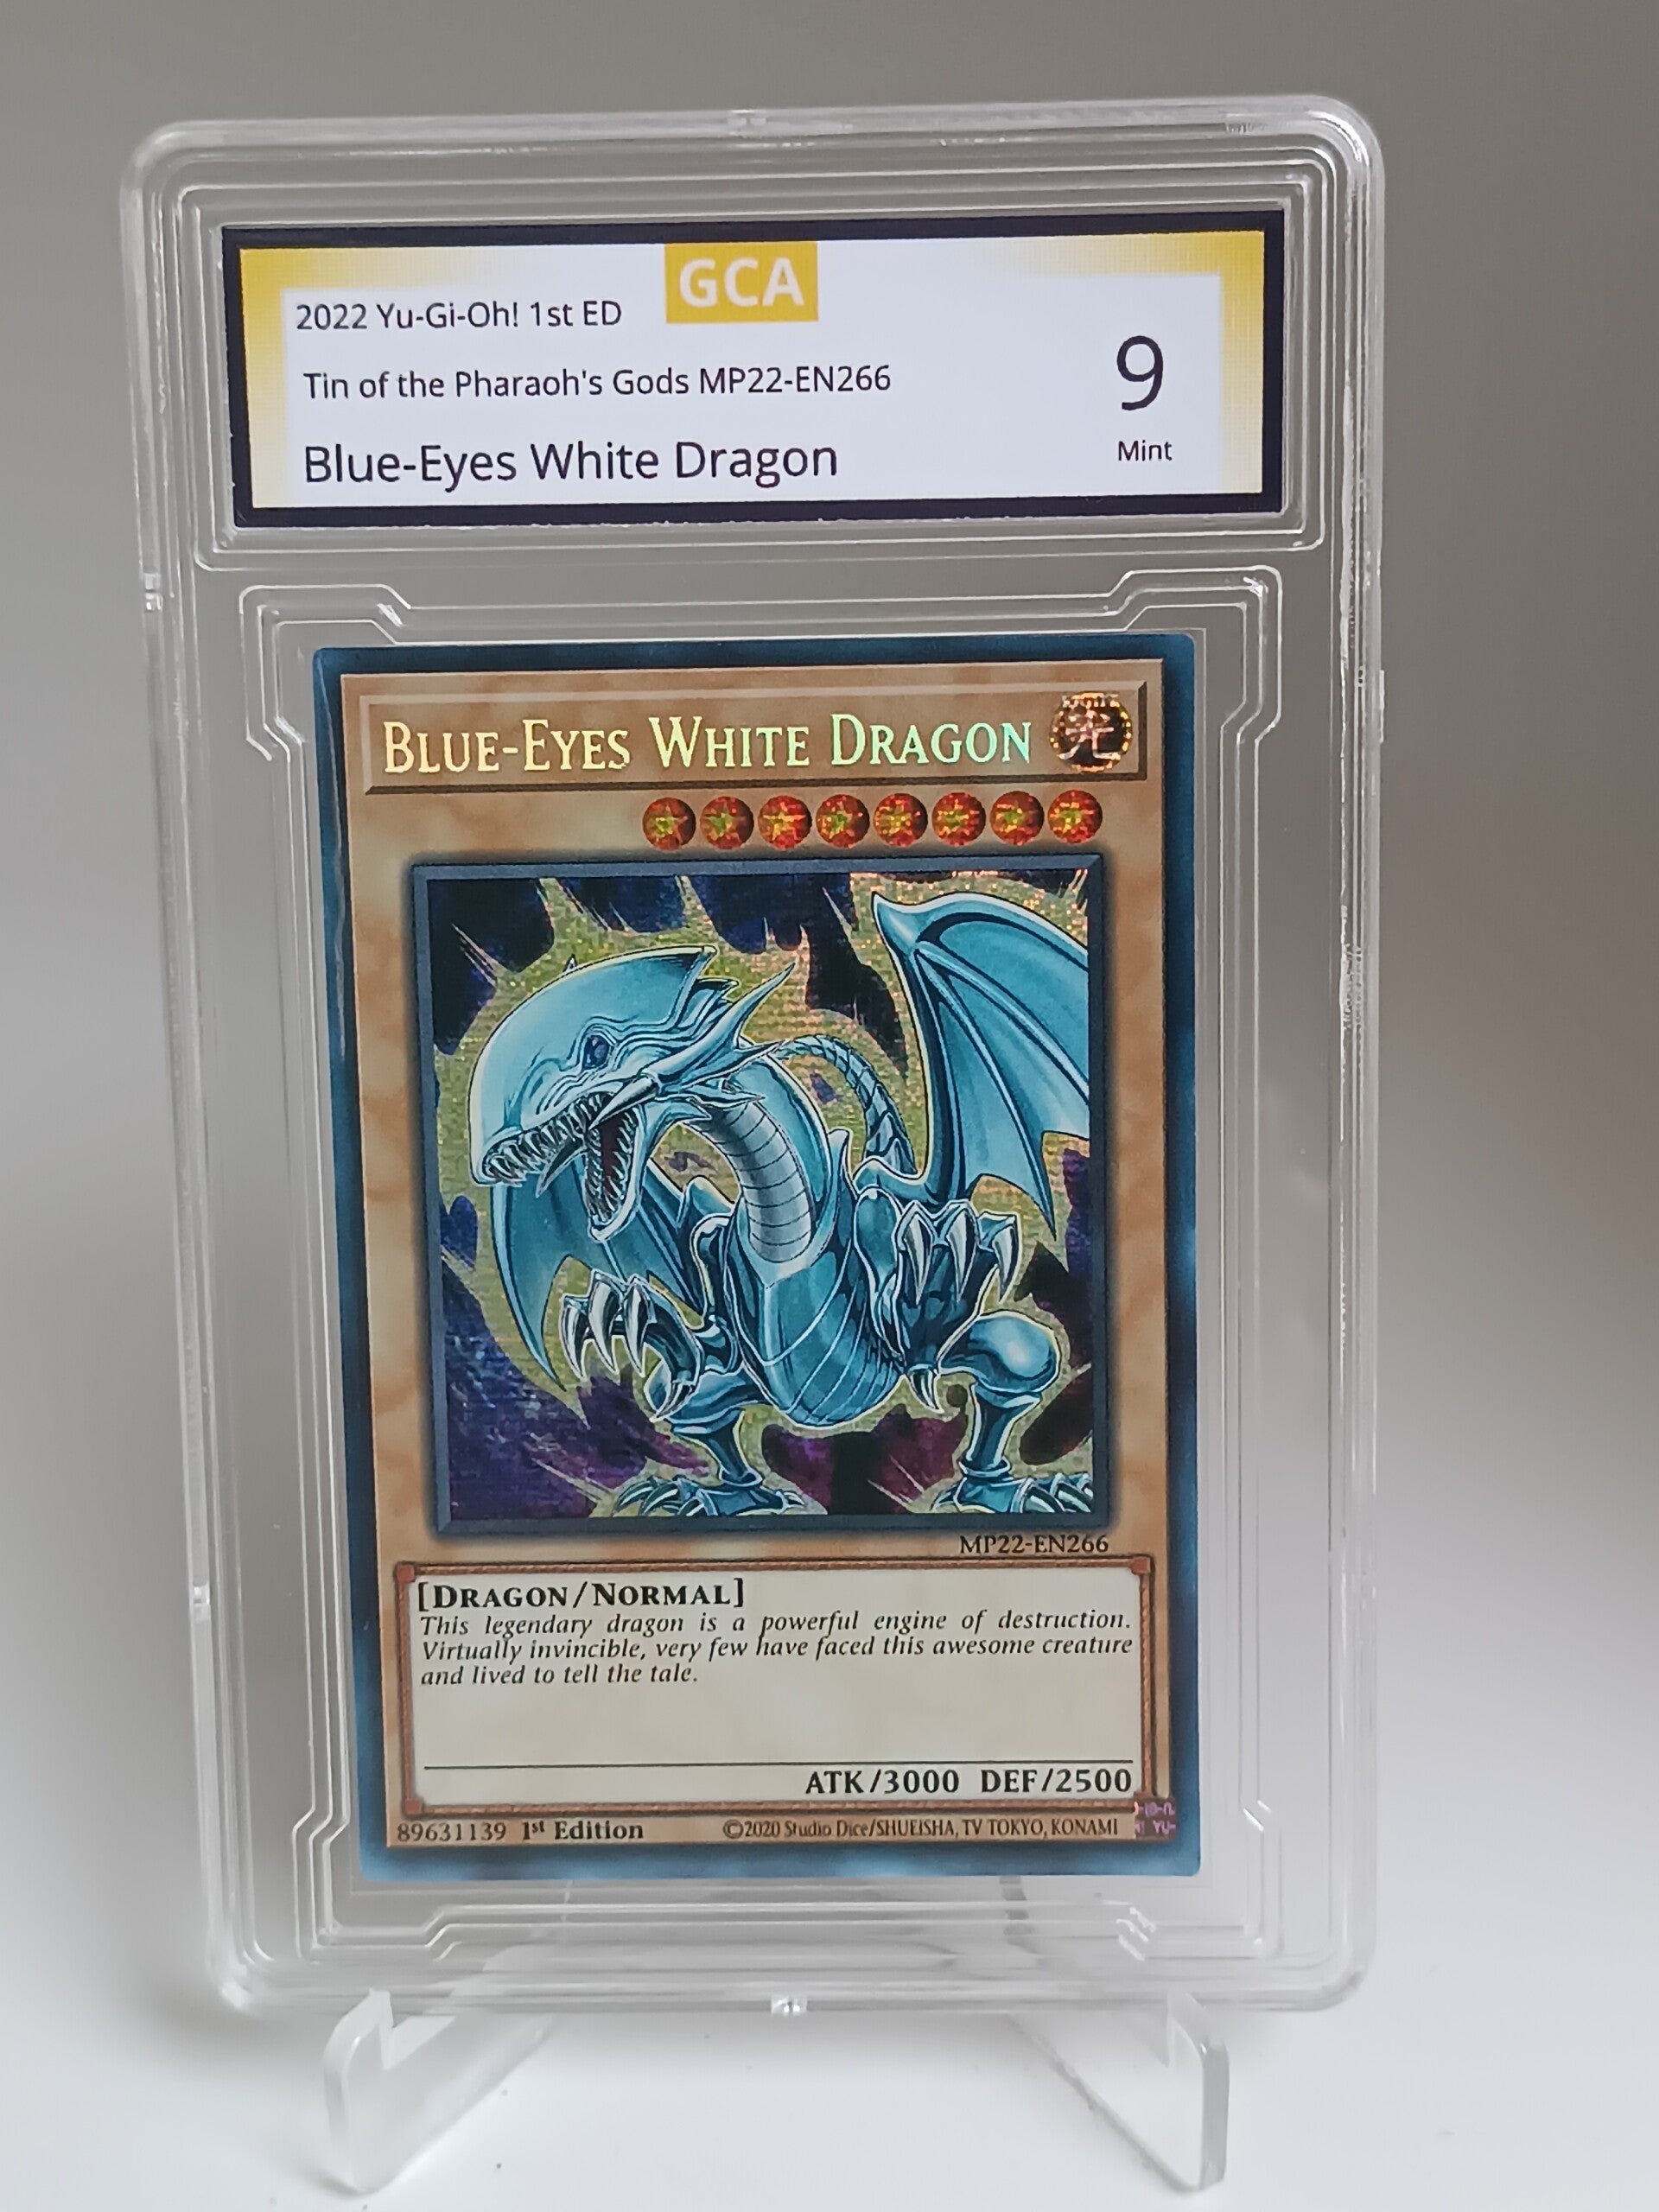 GCA
2022 Yu-Gi-Oh! 1st ED
Tin of the Pharaoh's Gods MP22-EN266
Blue-Eyes White Dragon
9
Mint
BLUE-EYES WHITE DRAGON
光
MP22-EN266
[DRAGON/NORMAL]
This legendary dragon is a powerful engine of destruction.
Virtually invincible, very few have faced this awesome creature
and lived to tell the tale.
ATK/3000 DEF/2500
89631139 1st Edition
©2020 Studio Dice/SHUEISHA, TV TOKYO, KONAMI